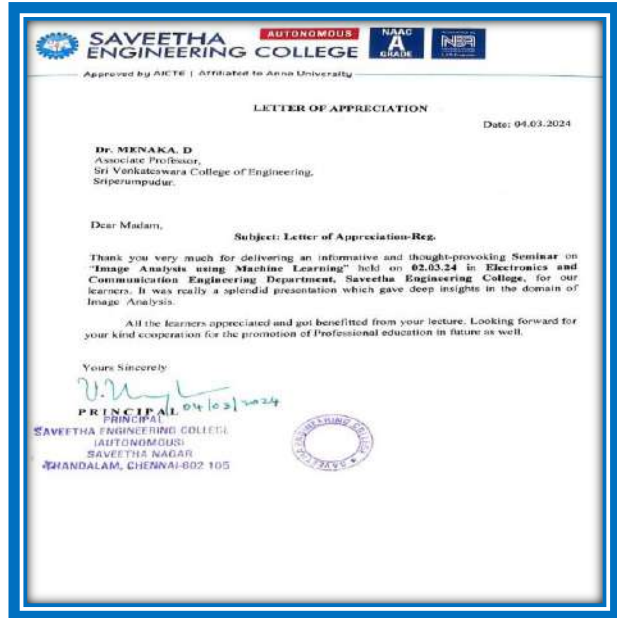 SAVEETHA
ENGINEERING COLLEGE
AUTONOMOUS
NAAC
A
GRADE
NBA
Approved by AICTE | Affiliated to Anna University
LETTER OF APPRECIATION
Date: 04.03.2024
Dr. MENAKA. D
Associate Professor,
Sri Venkateswara College of Engineering,
Sriperumpudur.
Dear Madam,
Subject: Letter of Appreciation-Reg.
Thank you very much for delivering an informative and thought-provoking Seminar on
"Image Analysis using Machine Learning" held on 02.03.24 in Electronics and
Communication Engineering Department, Saveetha Engineering College, for our
learners. It was really a splendid presentation which gave deep insights in the domain of
Image Analysis.
All the learners appreciated and got benefitted from your lecture. Looking forward for
your kind cooperation for the promotion of Professional education in future as well.
Yours Sincerely
04/03/2024
PRINCIPAL
PRINCIPAL
SAVEETHA ENGINEERING COLLEGE
(AUTONOMOUS)
SAVEETHA NAGAR
THANDALAM, CHENNAI-602 105